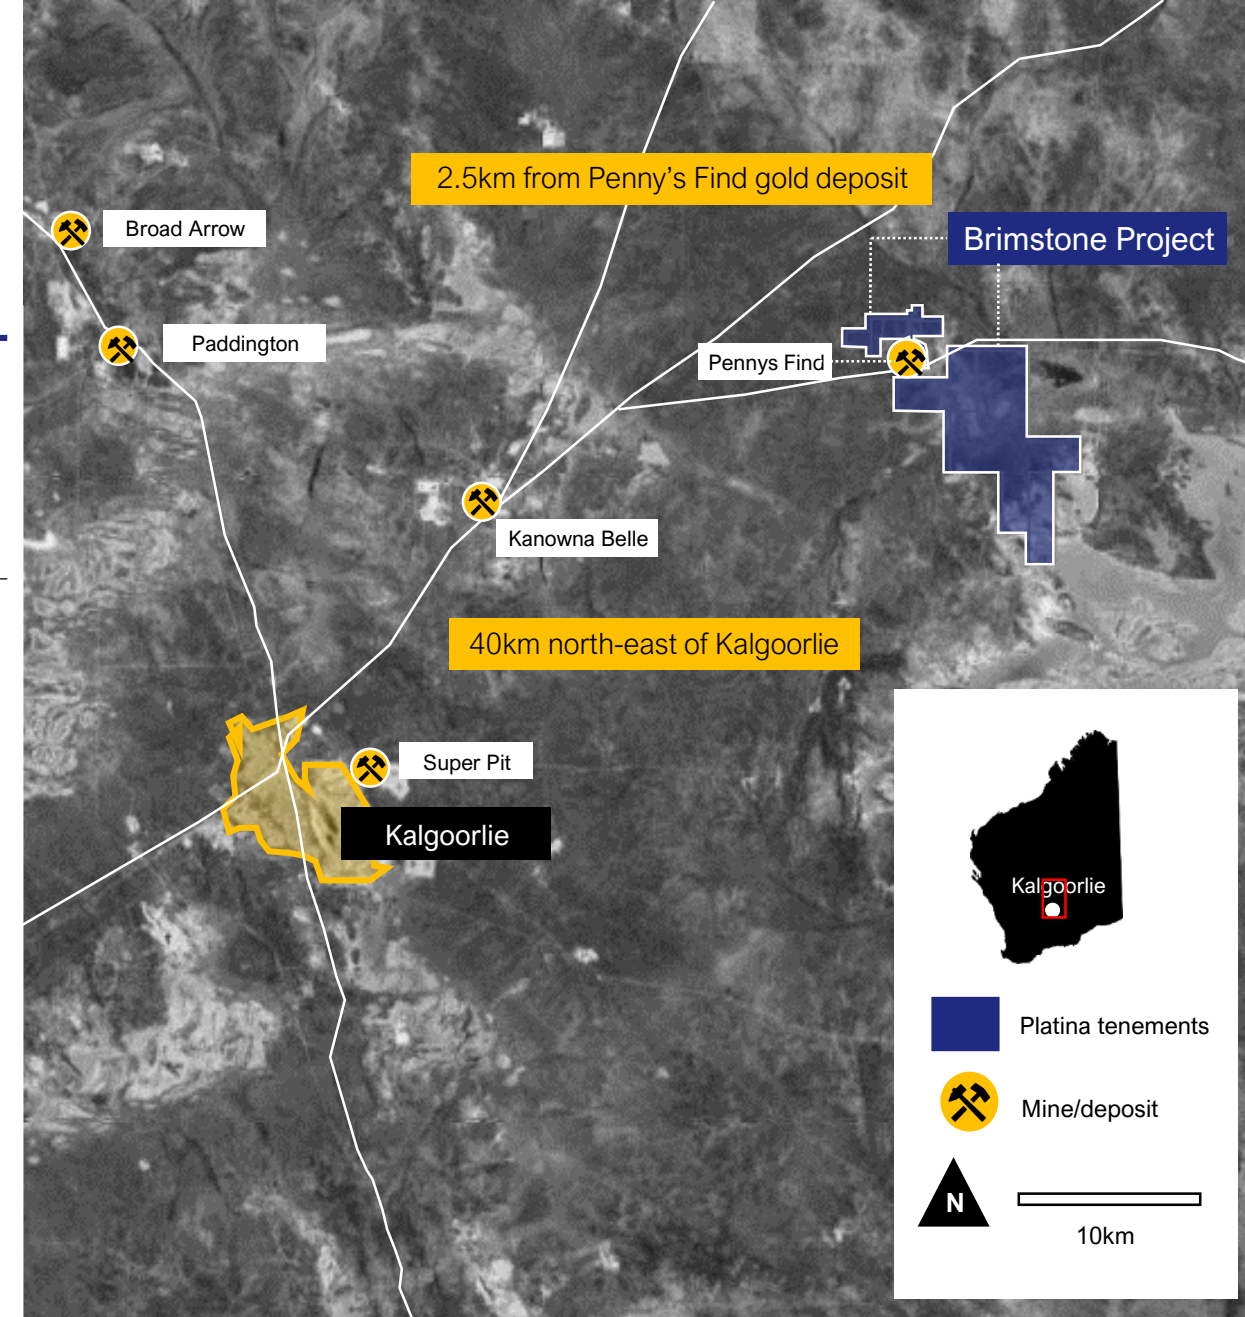 2.5km from Penny’s Find gold deposit
Broad Arrow
Brimstone Project
Paddington
Pennys Find
Kanowna Belle
40km north-east of Kalgoorlie
Super Pit
Kalgoorlie
Kalgoorlie
Platina tenements
Mine/deposit
N
10km